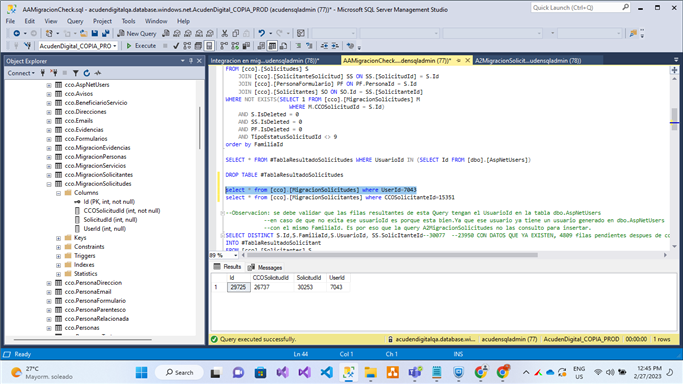 AAMigracionCheck.sql - acudendigitalqa.database.windows.net.AcudenDigital_COPIA_PROD (acudensqladmin (77))* - Microsoft SQL Server Management Studio
Quick Launch (Ctrl+Q)
File Edit View Query Project Tools Window Help
New Query
AcudenDigital_COPIA_PROD
Execute
Object Explorer
Connect
cco.AspNetUsers
cco.Avisos
cco.BeneficiarioServicio
cco.Direcciones
cco.Emails
cco.Evidencias
cco.Formularios
cco.MigracionEvidencias
cco.MigracionPersonas
cco.MigracionServicios
cco.MigracionSolicitantes
cco.MigracionSolicitudes
Columns
Id (PK, int, not null)
CCOSolicitudId (int, not null)
SolicitudId (int, not null)
UserId (int, null)
Keys
Constraints
Triggers
Indexes
Statistics
cco.PersonaDireccion
cco.PersonaEmail
cco.PersonaFormulario
cco.PersonaParentesco
cco.PersonaRelacionada
cco.Personas
Integracion en mig...udensqladmin (78))*
AAMigracionCheck....densqladmin (77))*
A2MigracionSolicit...udensqladmin (78))
FROM [cco].[Solicitudes] S
JOIN [cco].[SolicitanteSolicitud] SS ON SS.[SolicitudId] = S.Id
JOIN [cco].[PersonaFormulario] PF ON PF.PersonaId = S.Id
JOIN [cco].[Solicitantes] SO ON SO.Id = SS.[SolicitanteId]
WHERE NOT EXISTS(SELECT 1 FROM [cco].[MigracionSolicitudes] M
WHERE M.CCOSolicitudId = S.Id)
AND S.IsDeleted = 0
AND SS.IsDeleted = 0
AND PF.IsDeleted = 0
AND TipoEstatusSolicitudId <> 9
order by FamiliaId
SELECT * FROM #TablaResultadoSolicitudes WHERE UsuarioId IN (SELECT Id FROM [dbo].[AspNetUsers])
DROP TABLE #TablaResultadoSolicitudes
select * from [cco].[MigracionSolicitudes] where UserId=7043
select * from [cco].[MigracionSolicitantes] where CCOSolicitanteId=15351
--Observacion: se debe validar que las filas resultantes de esta Query tengan el UsuarioId en la tabla dbo.AspNetUsers
--en caso de que no exista ese usuarioId es porque esta bien.Ya que ese usuario ya tiene un usuario generado en dbo.AspNetUsers
--con el mismo FamiliaId. Es por eso que la query A2MigracionSolicitudes no las consulto para insertar.
SELECT DISTINCT S.Id,S.FamiliaId,S.UsuarioId, SS.SolicitanteId--30077 --23950 CON DATOS QUE YA EXISTEN, 4809 filas pendientes despues de co
INTO #TablaResultadoSolicitant
FROM [cco].[Solicitantes] S
89 %
Results Messages
Id CCOSolicitudId SolicitudId UserId
1 29725 26737 30253 7043
Query executed successfully.
acudendigitalqa.database.wi... acudensqladmin (77) AcudenDigital_COPIA_PROD 00:00:00 1 rows
Ready
Ln 44 Col 1 Ch 1 INS
27°C
Mayorm. soleado
Search
ENG
US
12:45 PM
2/27/2023